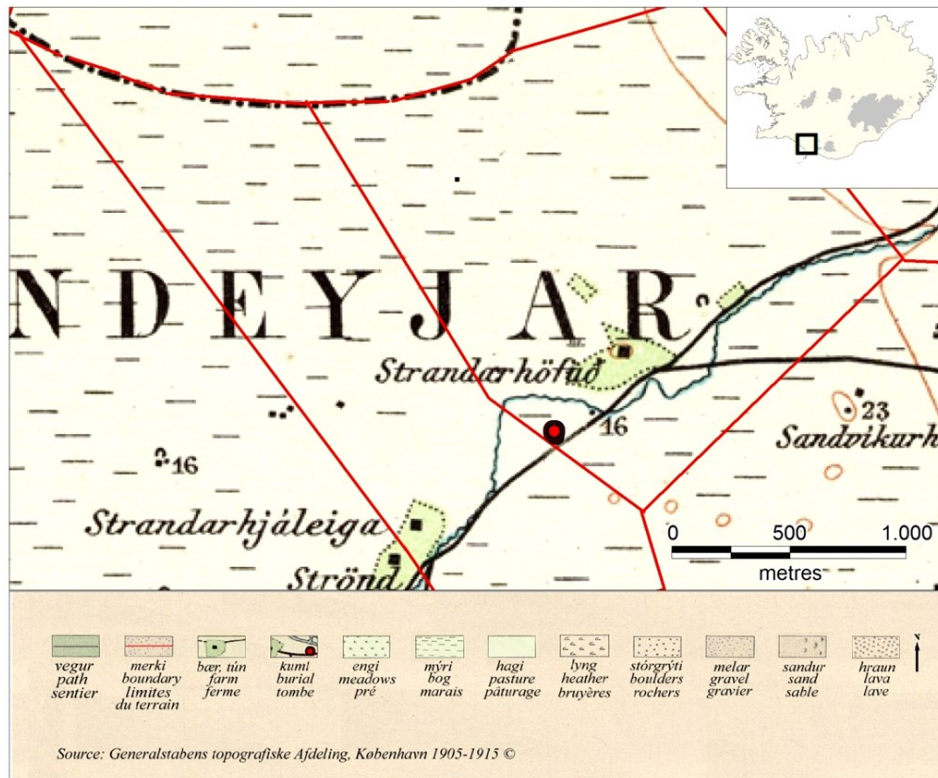 NDEYJAR
Strandarhöfuð
16
23
Sandvíkurh
16
Strandarhjáleiga
Strönd
0 500 1.000
metres
vegur
path
sentier
merki
boundary
limites
du terrain
bær, tún
farm
ferme
kuml
burial
tombe
engi
meadows
pré
mýri
bog
marais
hagi
pasture
pâturage
lyng
heather
bruyères
stórgrýti
boulders
rochers
melar
gravel
gravier
sandur
sand
sable
hraun
lava
lave
N
Source: Generalstabens topografiske Afdeling, København 1905-1915 ©